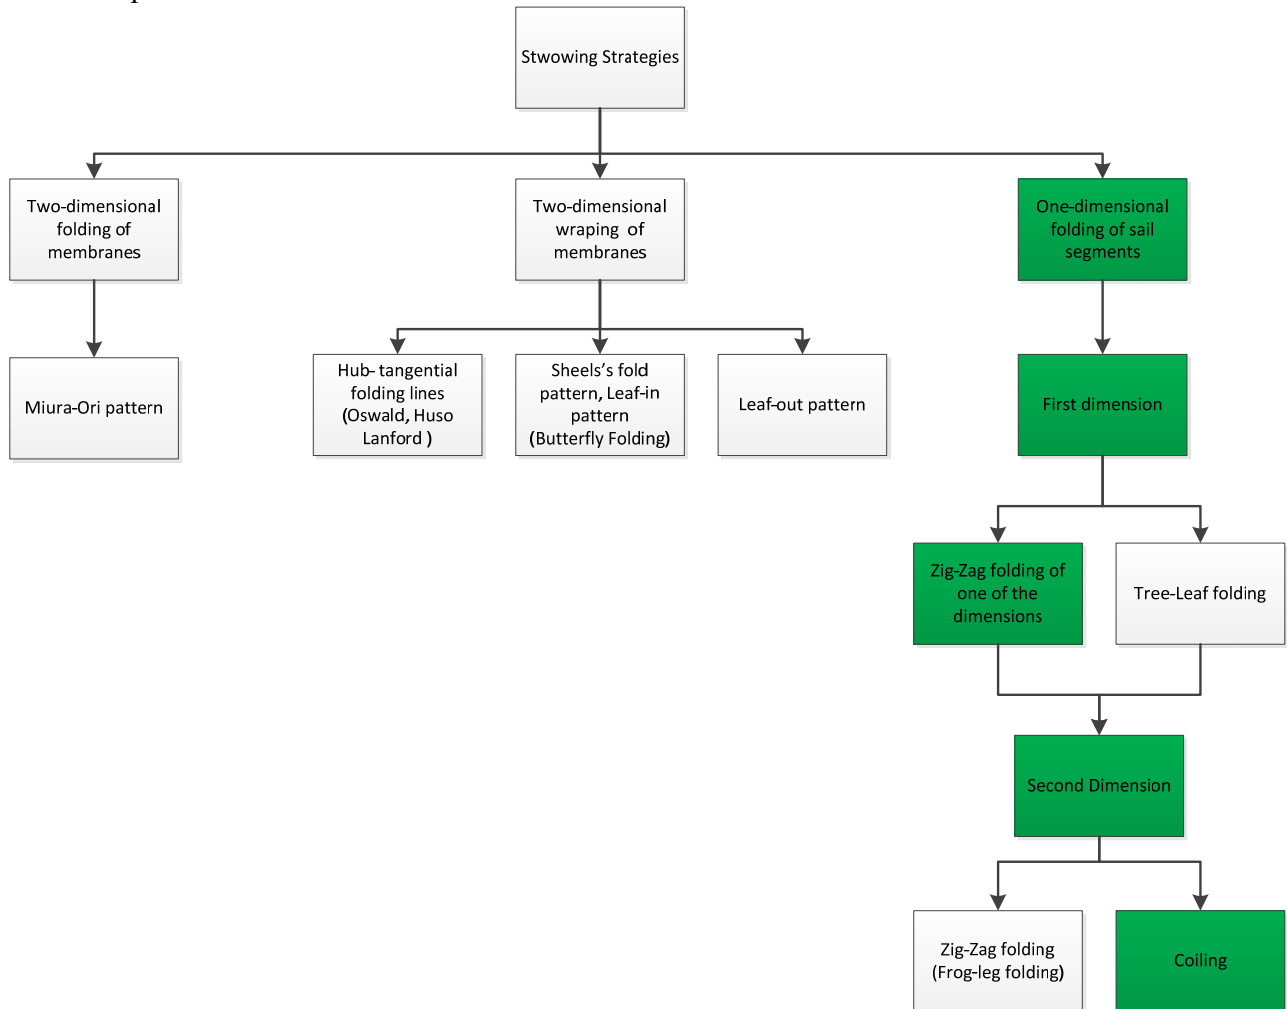 Stwowing Strategies
Two-dimensional
folding of
membranes
Two-dimensional
wraping of
membranes
One-dimensional
folding of sail
segments
Miura-Ori pattern
Hub- tangential
folding lines
(Oswald, Huso
Lanford )
Sheels's fold
pattern, Leaf-in
pattern
(Butterfly Folding)
Leaf-out pattern
First dimension
Zig-Zag folding of
one of the
dimensions
Tree-Leaf folding
Second Dimension
Zig-Zag folding
(Frog-leg folding)
Coiling